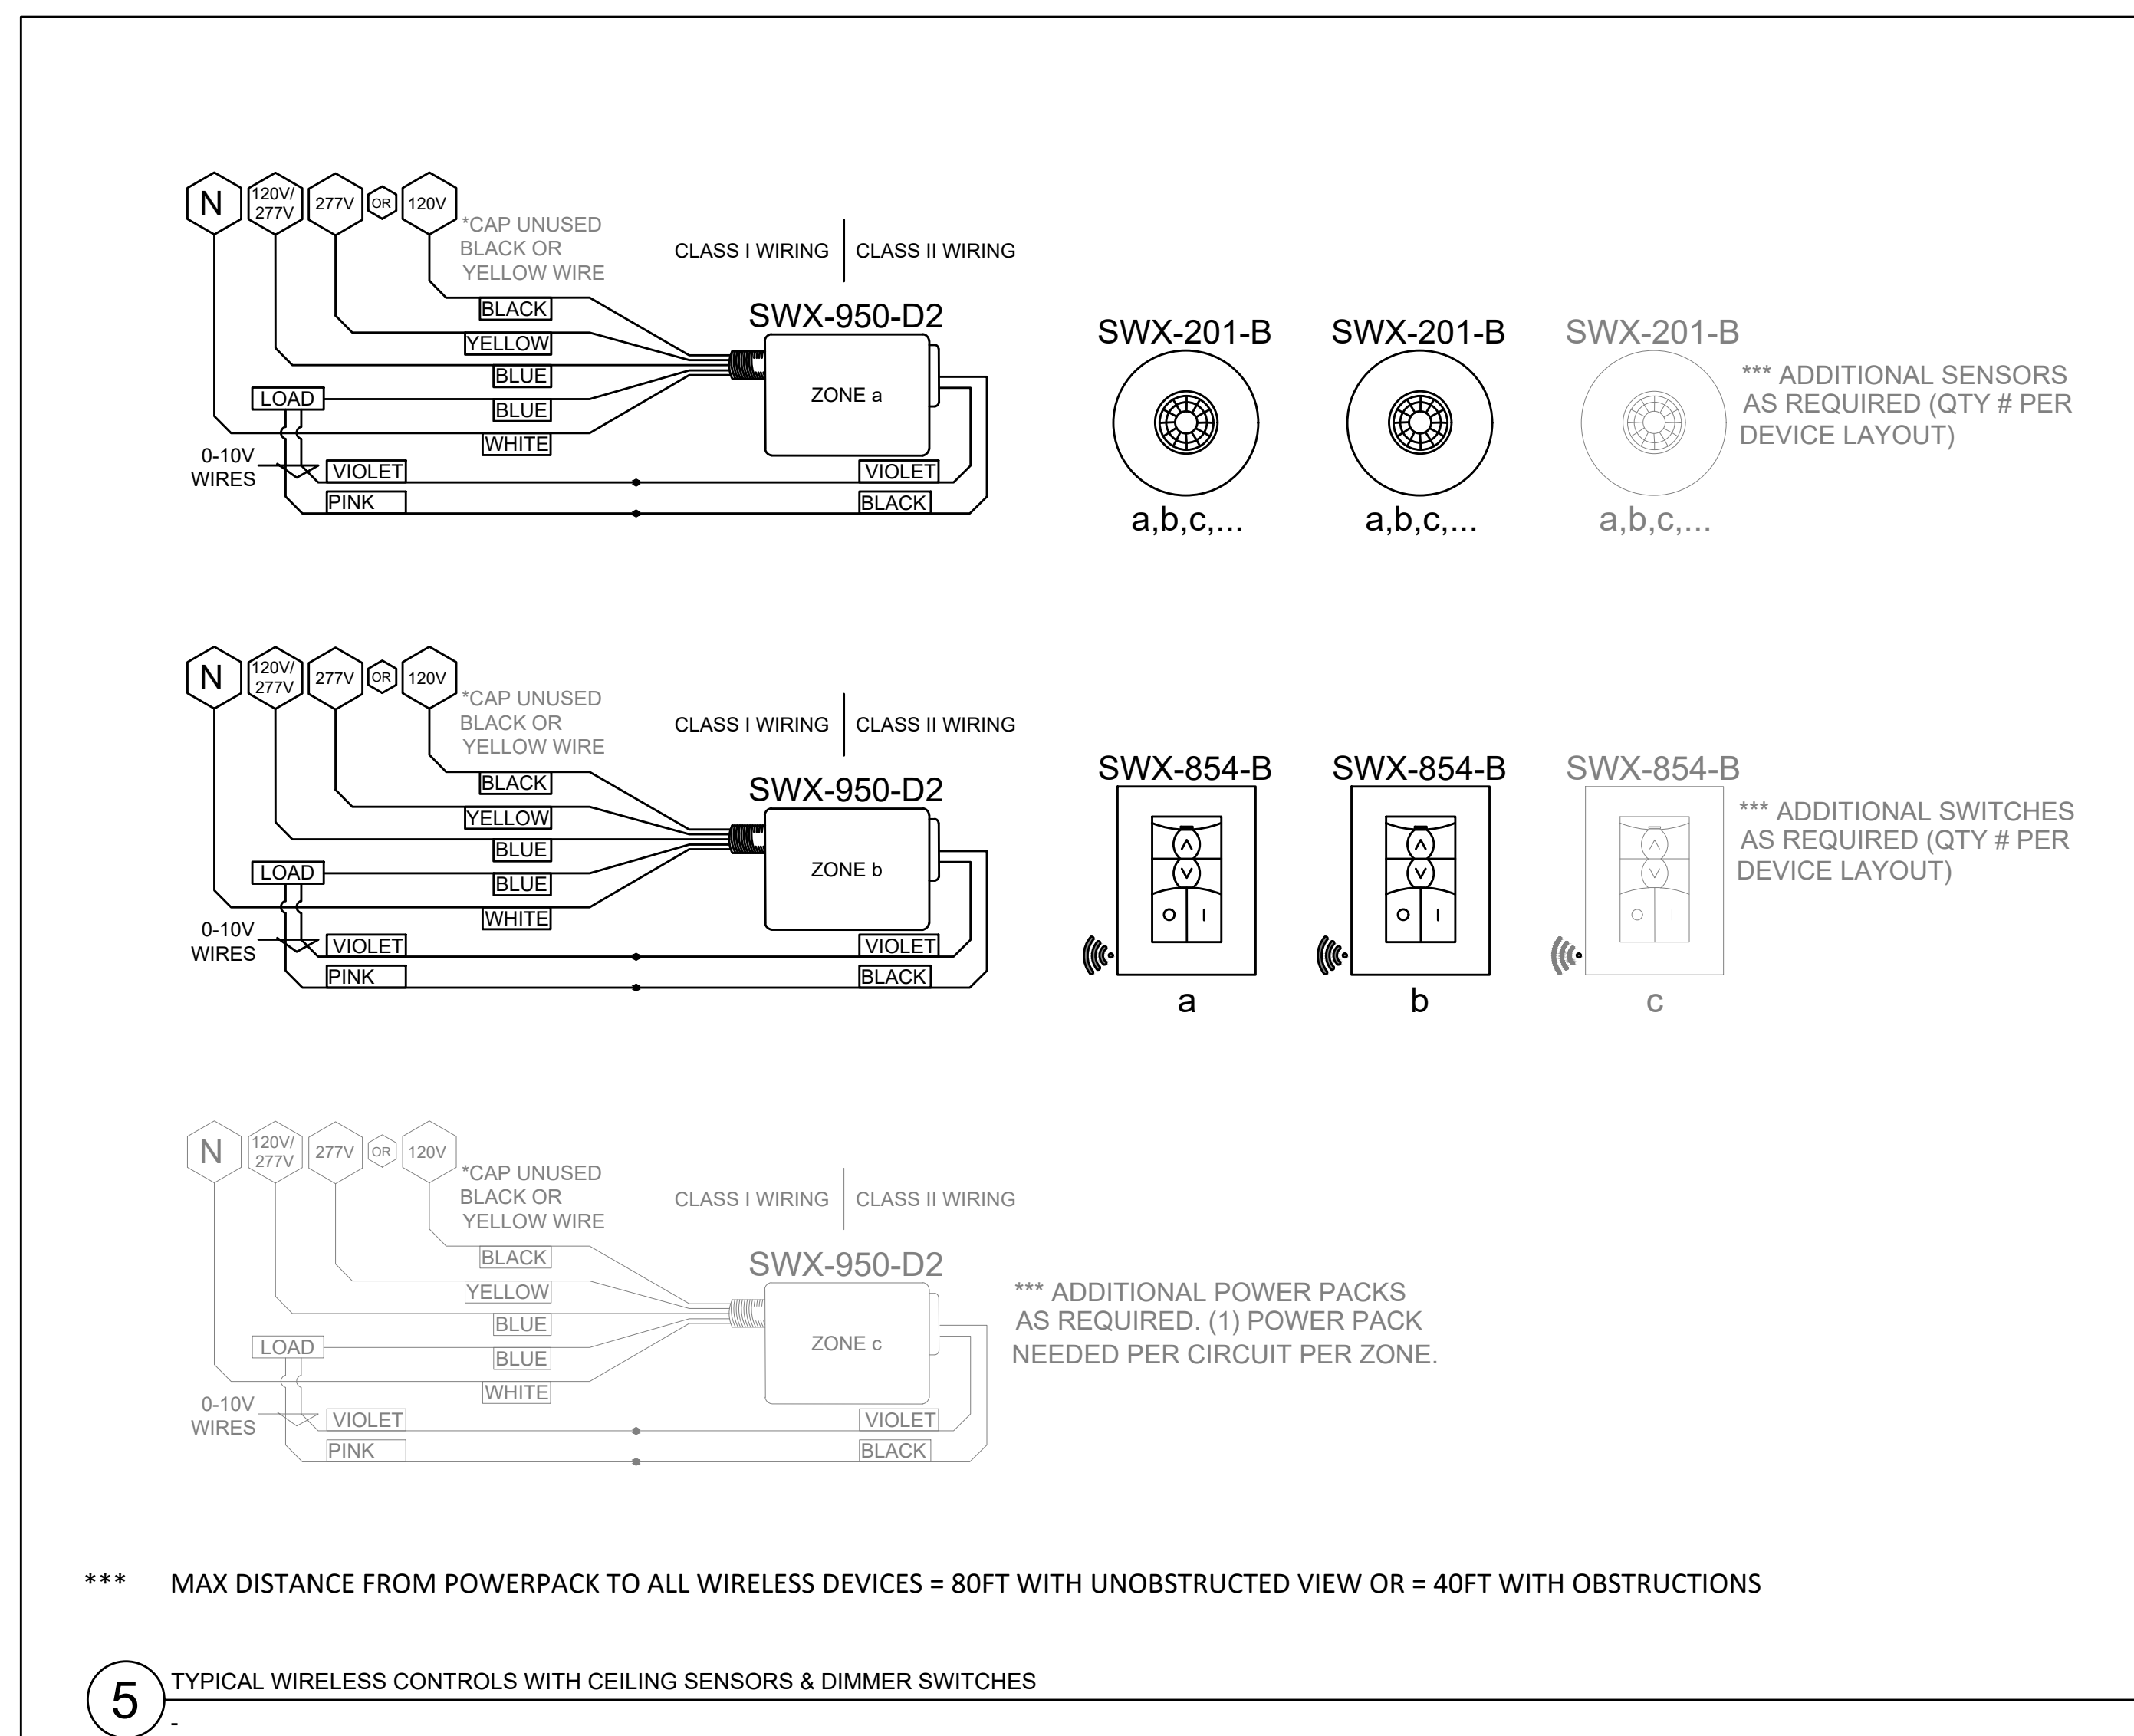 N
120V/
277V
277V
OR
120V
*CAP UNUSED
BLACK OR
YELLOW WIRE
CLASS I WIRING
CLASS II WIRING
BLACK
YELLOW
BLUE
LOAD
BLUE
WHITE
0-10V
WIRES
VIOLET
PINK
SWX-950-D2
ZONE a
VIOLET
BLACK
SWX-201-B
a,b,c,...
SWX-201-B
a,b,c,...
SWX-201-B
a,b,c,...
*** ADDITIONAL SENSORS
AS REQUIRED (QTY # PER
DEVICE LAYOUT)
N
120V/
277V
277V
OR
120V
*CAP UNUSED
BLACK OR
YELLOW WIRE
CLASS I WIRING
CLASS II WIRING
BLACK
YELLOW
BLUE
LOAD
BLUE
WHITE
0-10V
WIRES
VIOLET
PINK
SWX-950-D2
ZONE b
VIOLET
BLACK
SWX-854-B
O I
a
SWX-854-B
O I
b
SWX-854-B
O I
c
*** ADDITIONAL SWITCHES
AS REQUIRED (QTY # PER
DEVICE LAYOUT)
N
120V/
277V
277V
OR
120V
*CAP UNUSED
BLACK OR
YELLOW WIRE
CLASS I WIRING
CLASS II WIRING
BLACK
YELLOW
BLUE
LOAD
BLUE
WHITE
0-10V
WIRES
VIOLET
PINK
SWX-950-D2
ZONE c
VIOLET
BLACK
*** ADDITIONAL POWER PACKS
AS REQUIRED. (1) POWER PACK
NEEDED PER CIRCUIT PER ZONE.
*** MAX DISTANCE FROM POWERPACK TO ALL WIRELESS DEVICES = 80FT WITH UNOBSTRUCTED VIEW OR = 40FT WITH OBSTRUCTIONS
5
TYPICAL WIRELESS CONTROLS WITH CEILING SENSORS & DIMMER SWITCHES
-